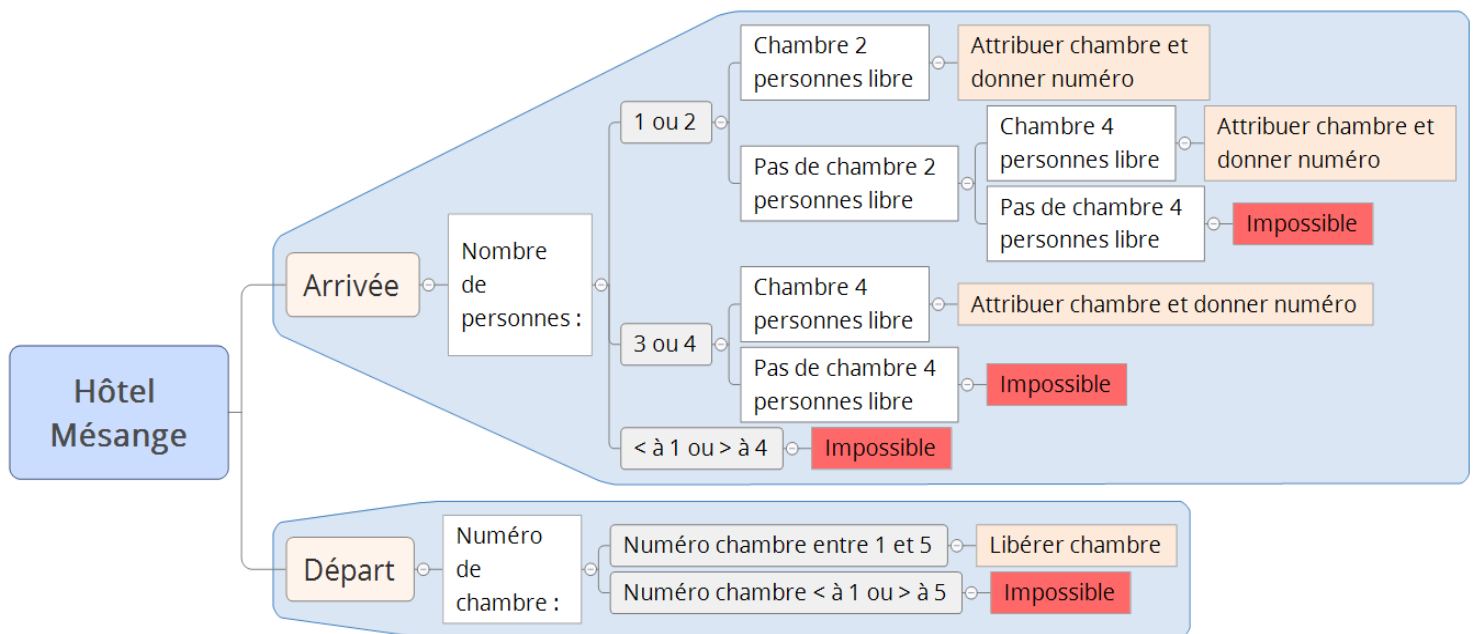 Hôtel
Mésange
Arrivée
Nombre
de
personnes :
1 ou 2
Chambre 2
personnes libre
Attribuer chambre et
donner numéro
Pas de chambre 2
personnes libre
Chambre 4
personnes libre
Attribuer chambre et
donner numéro
Pas de chambre 4
personnes libre
Impossible
3 ou 4
Chambre 4
personnes libre
Attribuer chambre et donner numéro
Pas de chambre 4
personnes libre
Impossible
< à 1 ou > à 4
Impossible
Départ
Numéro
de
chambre :
Numéro chambre entre 1 et 5
Libérer chambre
Numéro chambre < à 1 ou > à 5
Impossible